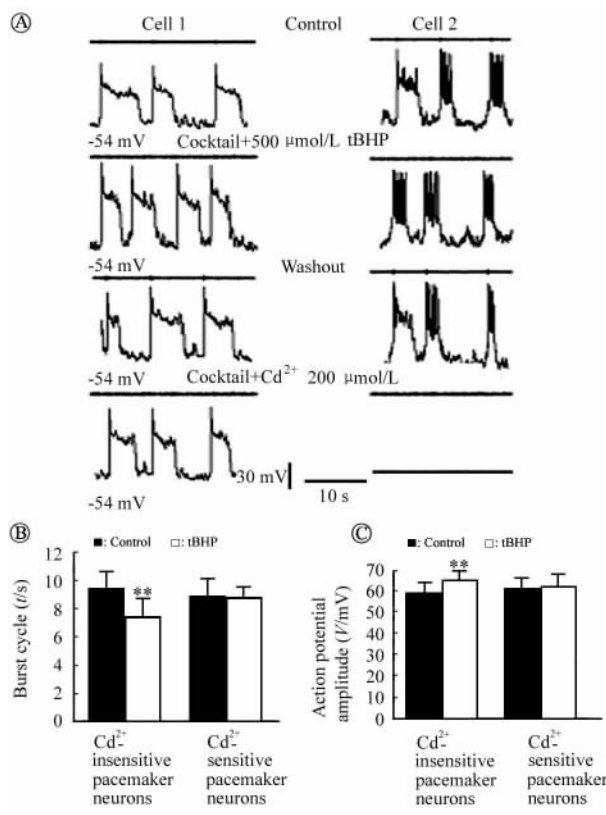 A
Cell 1 Control Cell 2
-54 mV
Cocktail+500 μmol/L tBHP
-54 mV
Washout
-54 mV
Cocktail+Cd2+ 200 μmol/L
-54 mV
30 mV
10 s
B
■: Control □: tBHP
Burst cycle (t/s)
12
10
8
6
4
2
0
**
Cd2+-
insensitive
pacemaker
neurons
Cd2+-
sensitive
pacemaker
neurons
C
■: Control □: tBHP
Action potential
amplitude (V/mV)
70
60
50
40
30
20
10
0
**
Cd2+-
insensitive
pacemaker
neurons
Cd2+-
sensitive
pacemaker
neurons